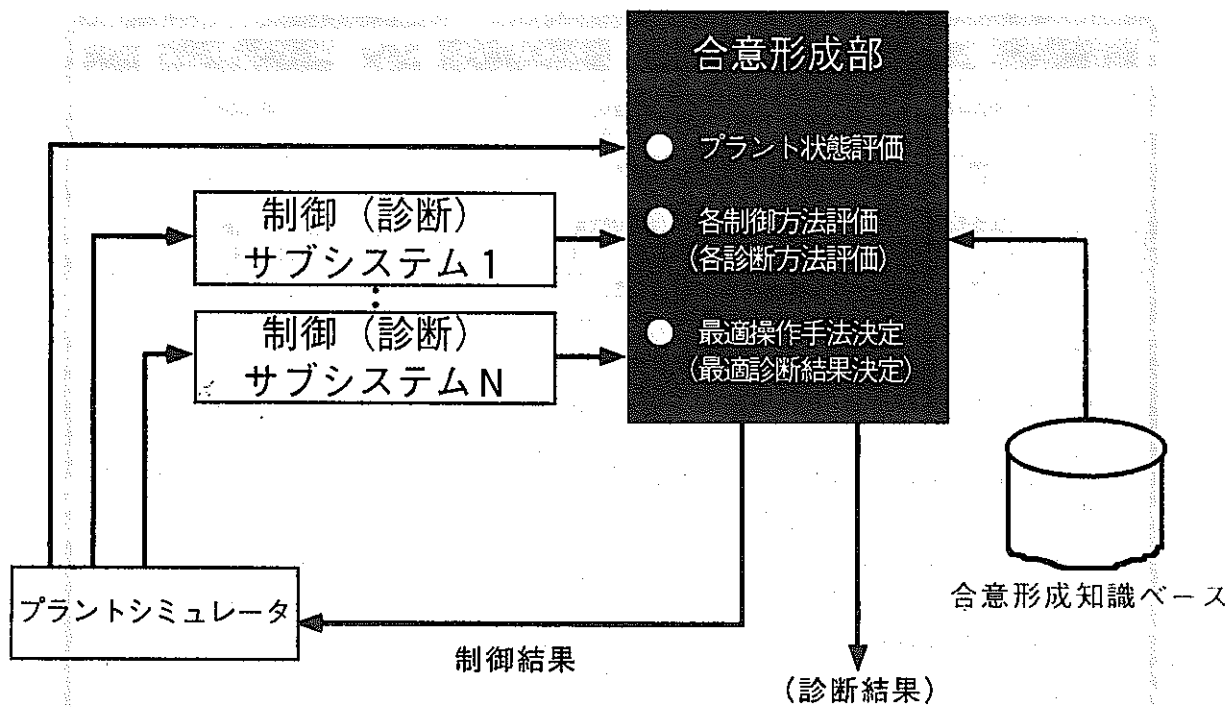 合意形成部
プラント状態評価
制御（診断）
サブシステム1
各制御方法評価
(各診断方法評価)
制御（診断）
サブシステムN
最適操作手法決定
(最適診断結果決定)
プラントシミュレータ
合意形成知識ベース
制御結果
(診断結果)